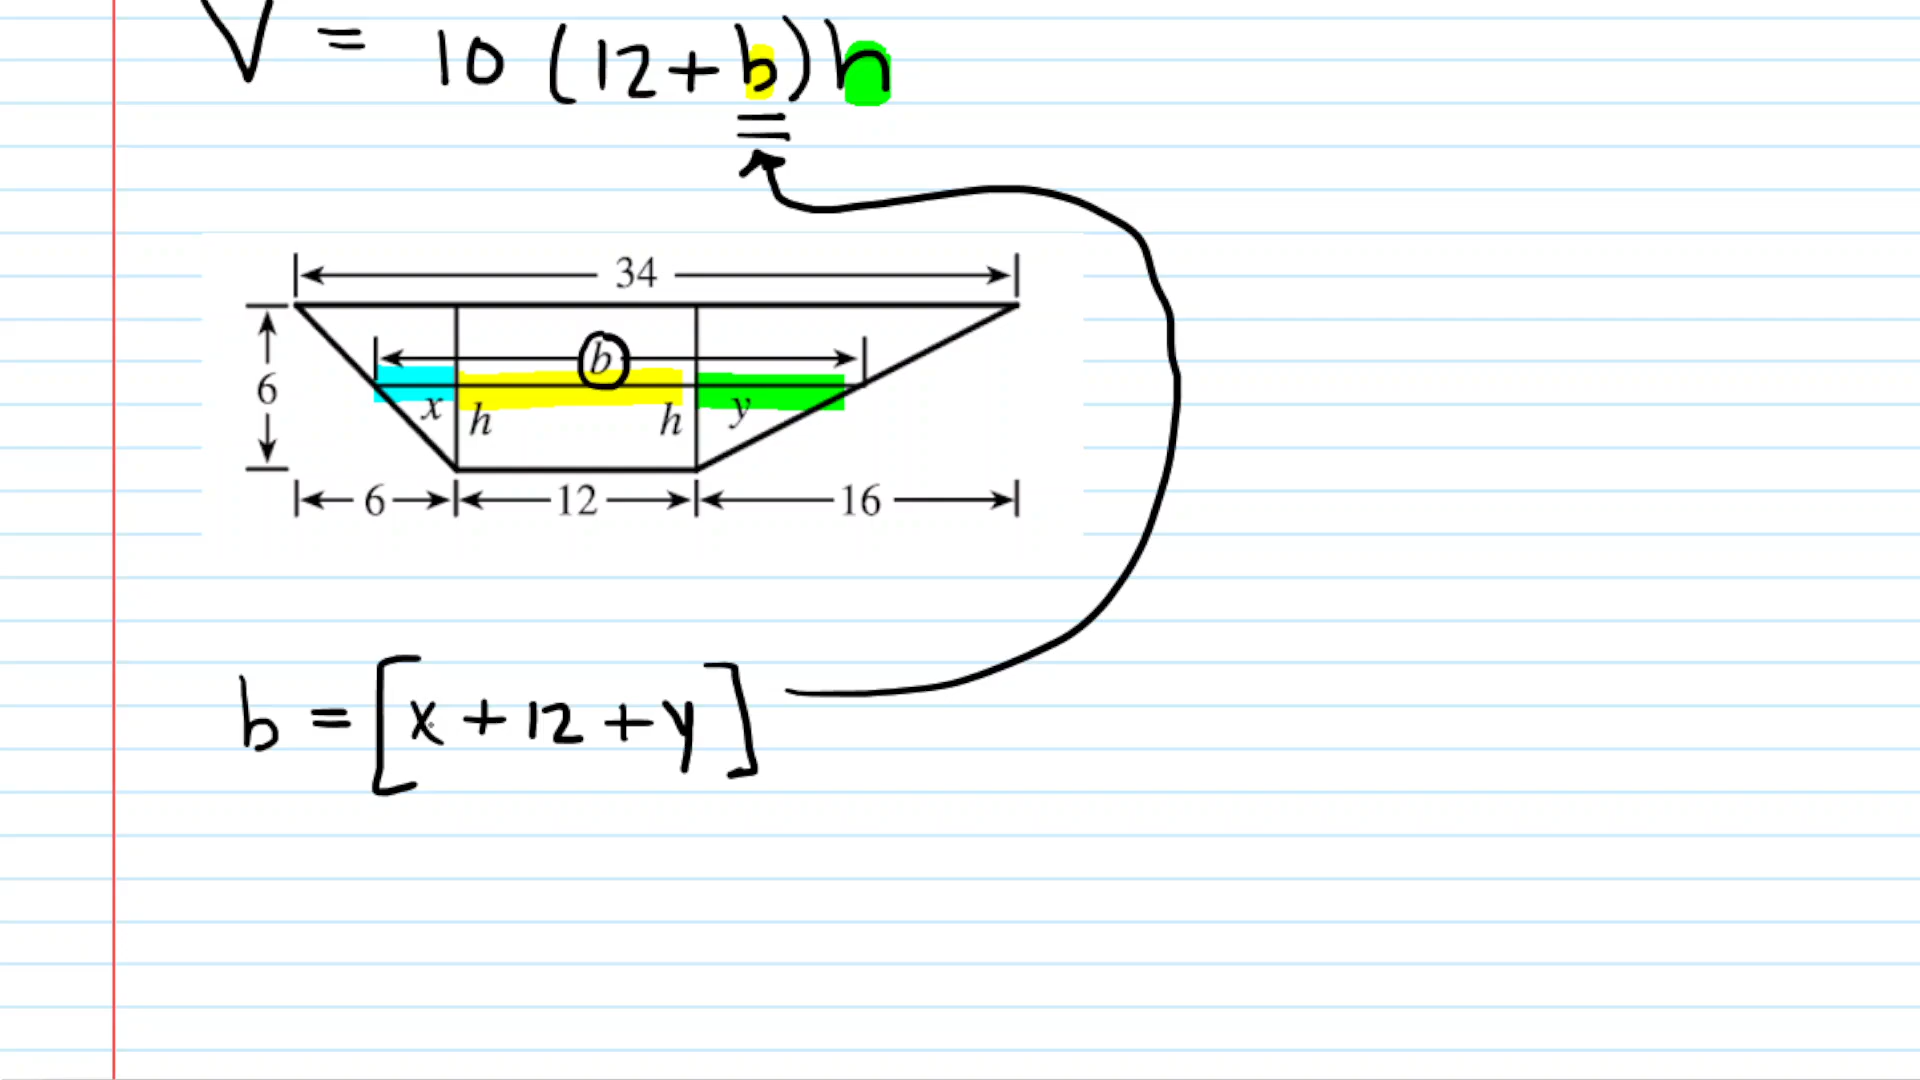 V = 10 (12+b)h
34
b
6
x h h y
6 12 16
b = [x + 12 + y]